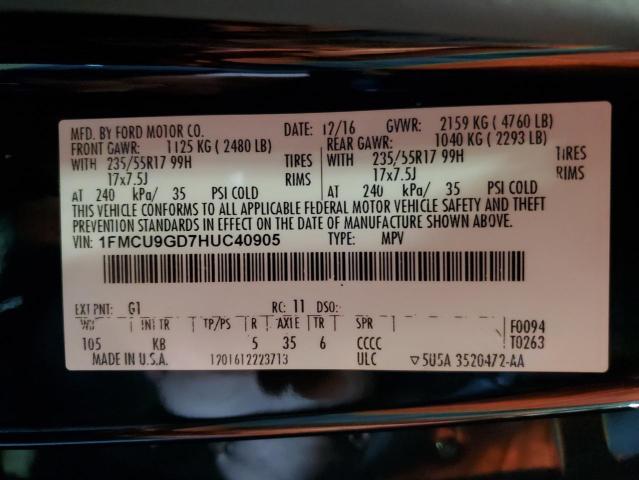 MFD. BY FORD MOTOR CO. DATE: 12/16 GVWR: 2159 KG ( 4760 LB)
FRONT GAWR: 1125 KG ( 2480 LB) REAR GAWR: 1040 KG ( 2293 LB)
WITH 235/55R17 99H TIRES WITH 235/55R17 99H TIRES
17x7.5J RIMS 17x7.5J RIMS
AT 240 kPa/ 35 PSI COLD AT 240 kPa/ 35 PSI COLD
THIS VEHICLE CONFORMS TO ALL APPLICABLE FEDERAL MOTOR VEHICLE SAFETY AND THEFT
PREVENTION STANDARDS IN EFFECT ON THE DATE OF MANUFACTURE SHOWN ABOVE.
VIN: 1FMCU9GD7HUC40905 TYPE: MPV
EXT PNT: G1 RC: 11 DSO:
WB INT TR TP/PS R AXLE TR SPR F0094
105 KB 5 35 6 CCCC T0263
MADE IN U.S.A. 1201612223713 ULC ▽5U5A 3520472-AA